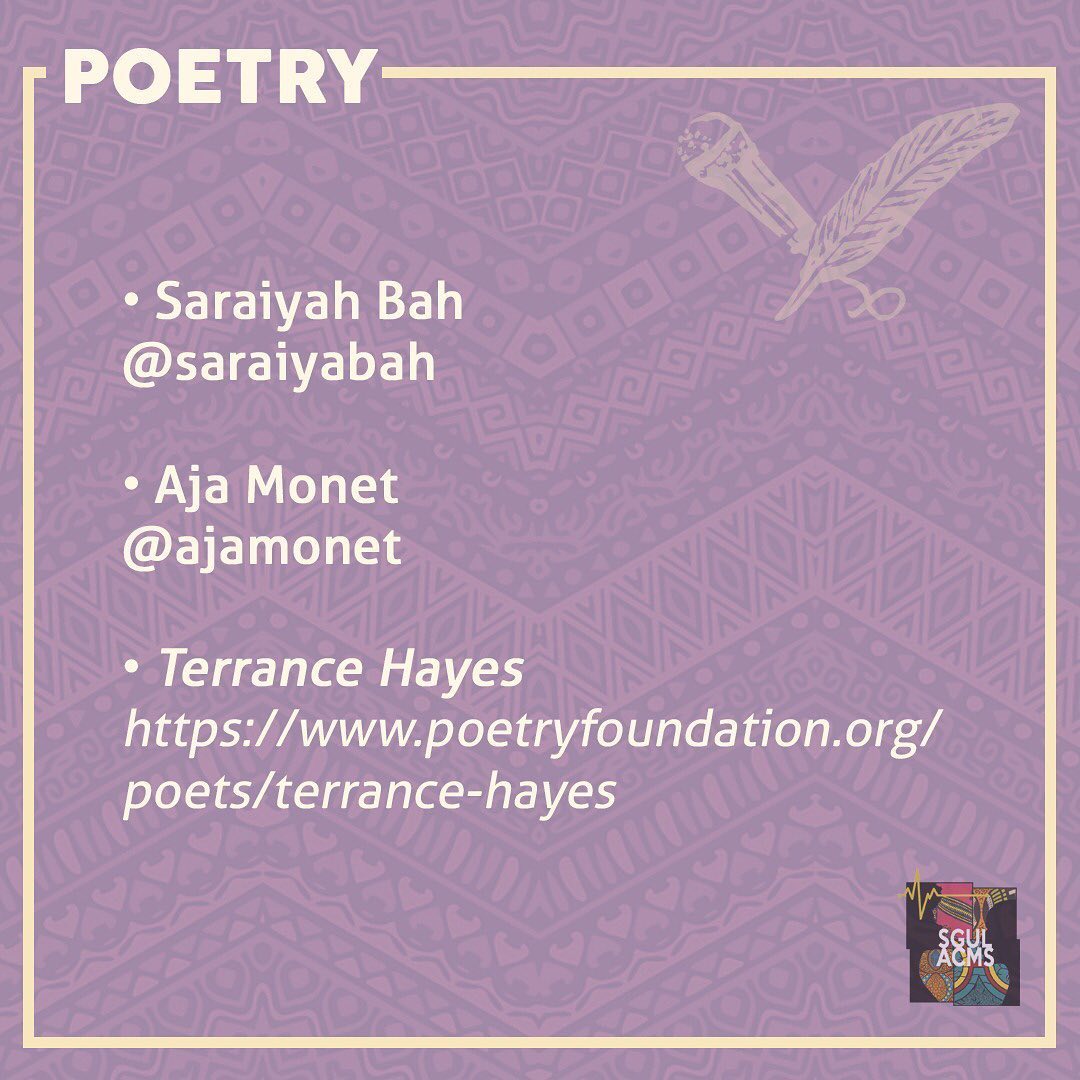 POETRY
• Saraiyah Bah
@saraiyabah
• Aja Monet
@ajamonet
• Terrance Hayes
https://www.poetryfoundation.org/
poets/terrance-hayes
SGUL
ACMS